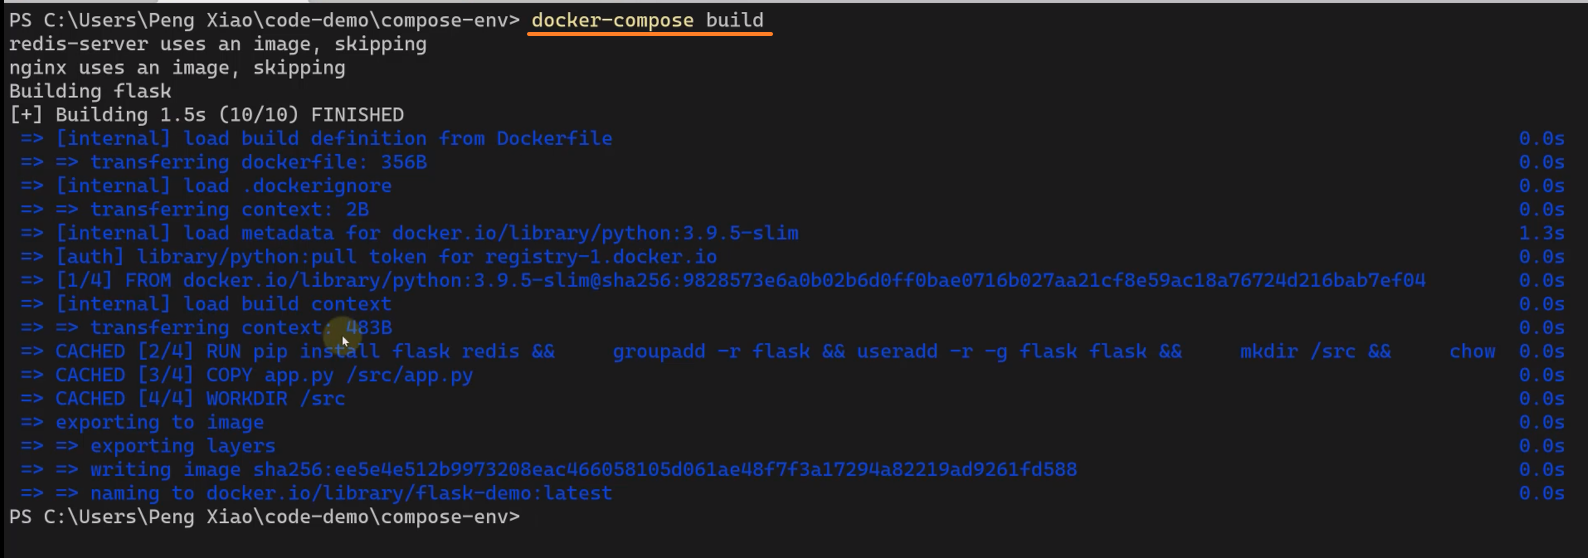 PS C:\Users\Peng Xiao\code-demo\compose-env> docker-compose build
redis-server uses an image, skipping
nginx uses an image, skipping
Building flask
[+] Building 1.5s (10/10) FINISHED
=> [internal] load build definition from Dockerfile 0.0s
=> => transferring dockerfile: 356B 0.0s
=> [internal] load .dockerignore 0.0s
=> => transferring context: 2B 0.0s
=> [internal] load metadata for docker.io/library/python:3.9.5-slim 1.3s
=> [auth] library/python:pull token for registry-1.docker.io 0.0s
=> [1/4] FROM docker.io/library/python:3.9.5-slim@sha256:9828573e6a0b02b6d0ff0bae0716b027aa21cf8e59ac18a76724d216bab7ef04 0.0s
=> [internal] load build context 0.0s
=> => transferring context: 483B 0.0s
=> CACHED [2/4] RUN pip install flask redis && groupadd -r flask && useradd -r -g flask flask && mkdir /src && chow 0.0s
=> CACHED [3/4] COPY app.py /src/app.py 0.0s
=> CACHED [4/4] WORKDIR /src 0.0s
=> exporting to image 0.0s
=> => exporting layers 0.0s
=> => writing image sha256:ee5e4e512b9973208eac466058105d061ae48f7f3a17294a82219ad9261fd588 0.0s
=> => naming to docker.io/library/flask-demo:latest 0.0s
PS C:\Users\Peng Xiao\code-demo\compose-env>